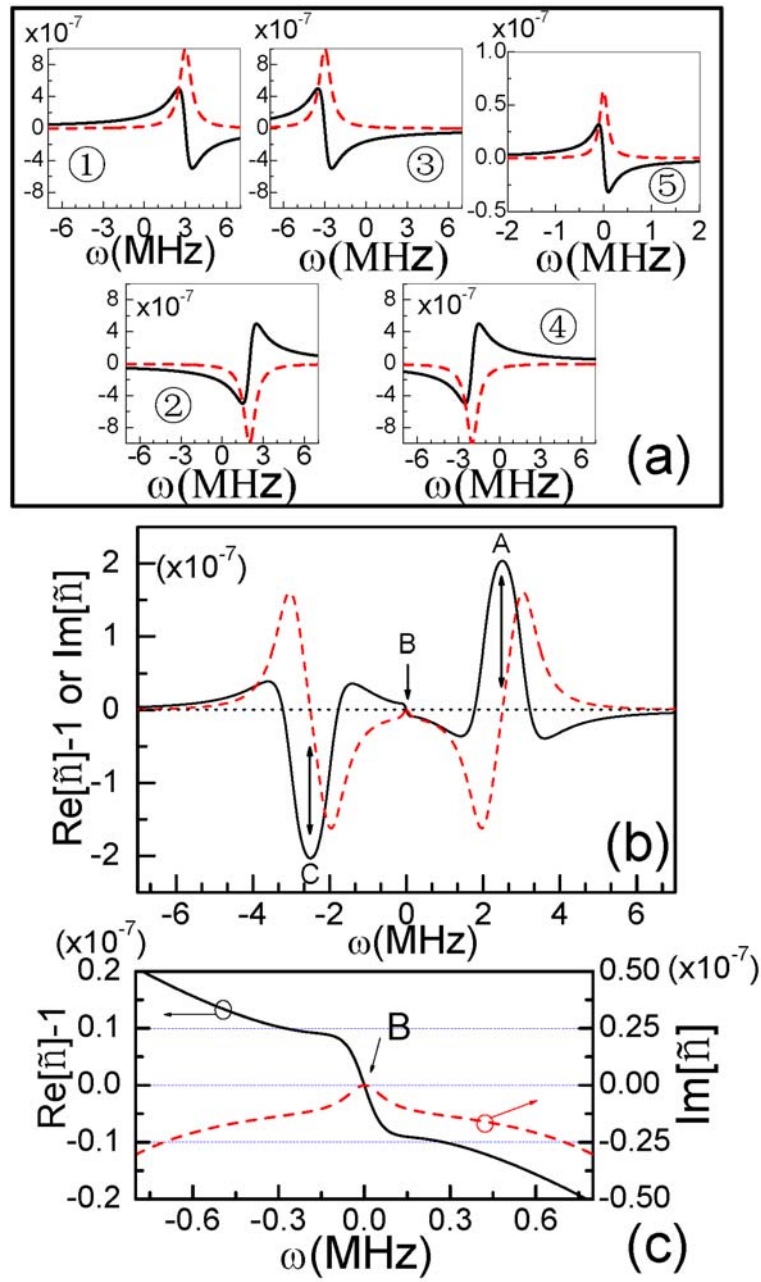 x10⁻⁷ x10⁻⁷ x10⁻⁷
8 8 1.0
4 4 0.5
0 0 0.0
-4 -4
-8 -8 -0.5
① ③ ⑤
-6 -3 0 3 6 -6 -3 0 3 6 -2 -1 0 1 2
ω(MHz) ω(MHz) ω(MHz)
8 x10⁻⁷ 8 x10⁻⁷
4 4
0 0
-4 -4
-8 -8
② ④
-6 -3 0 3 6 -6 -3 0 3 6
ω(MHz) ω(MHz)
(a)
(x10⁻⁷)
Re[ñ]-1 or Im[ñ]
2
1
0
-1
-2
A
B
C
(b)
-6 -4 -2 0 2 4 6
ω(MHz)
(x10⁻⁷)
0.50 (x10⁻⁷)
Re[ñ]-1
0.2
0.1
0.0
-0.1
-0.2
B
0.25
0.00
-0.25
-0.50
Im[ñ]
-0.6 -0.3 0.0 0.3 0.6
ω(MHz)
(c)